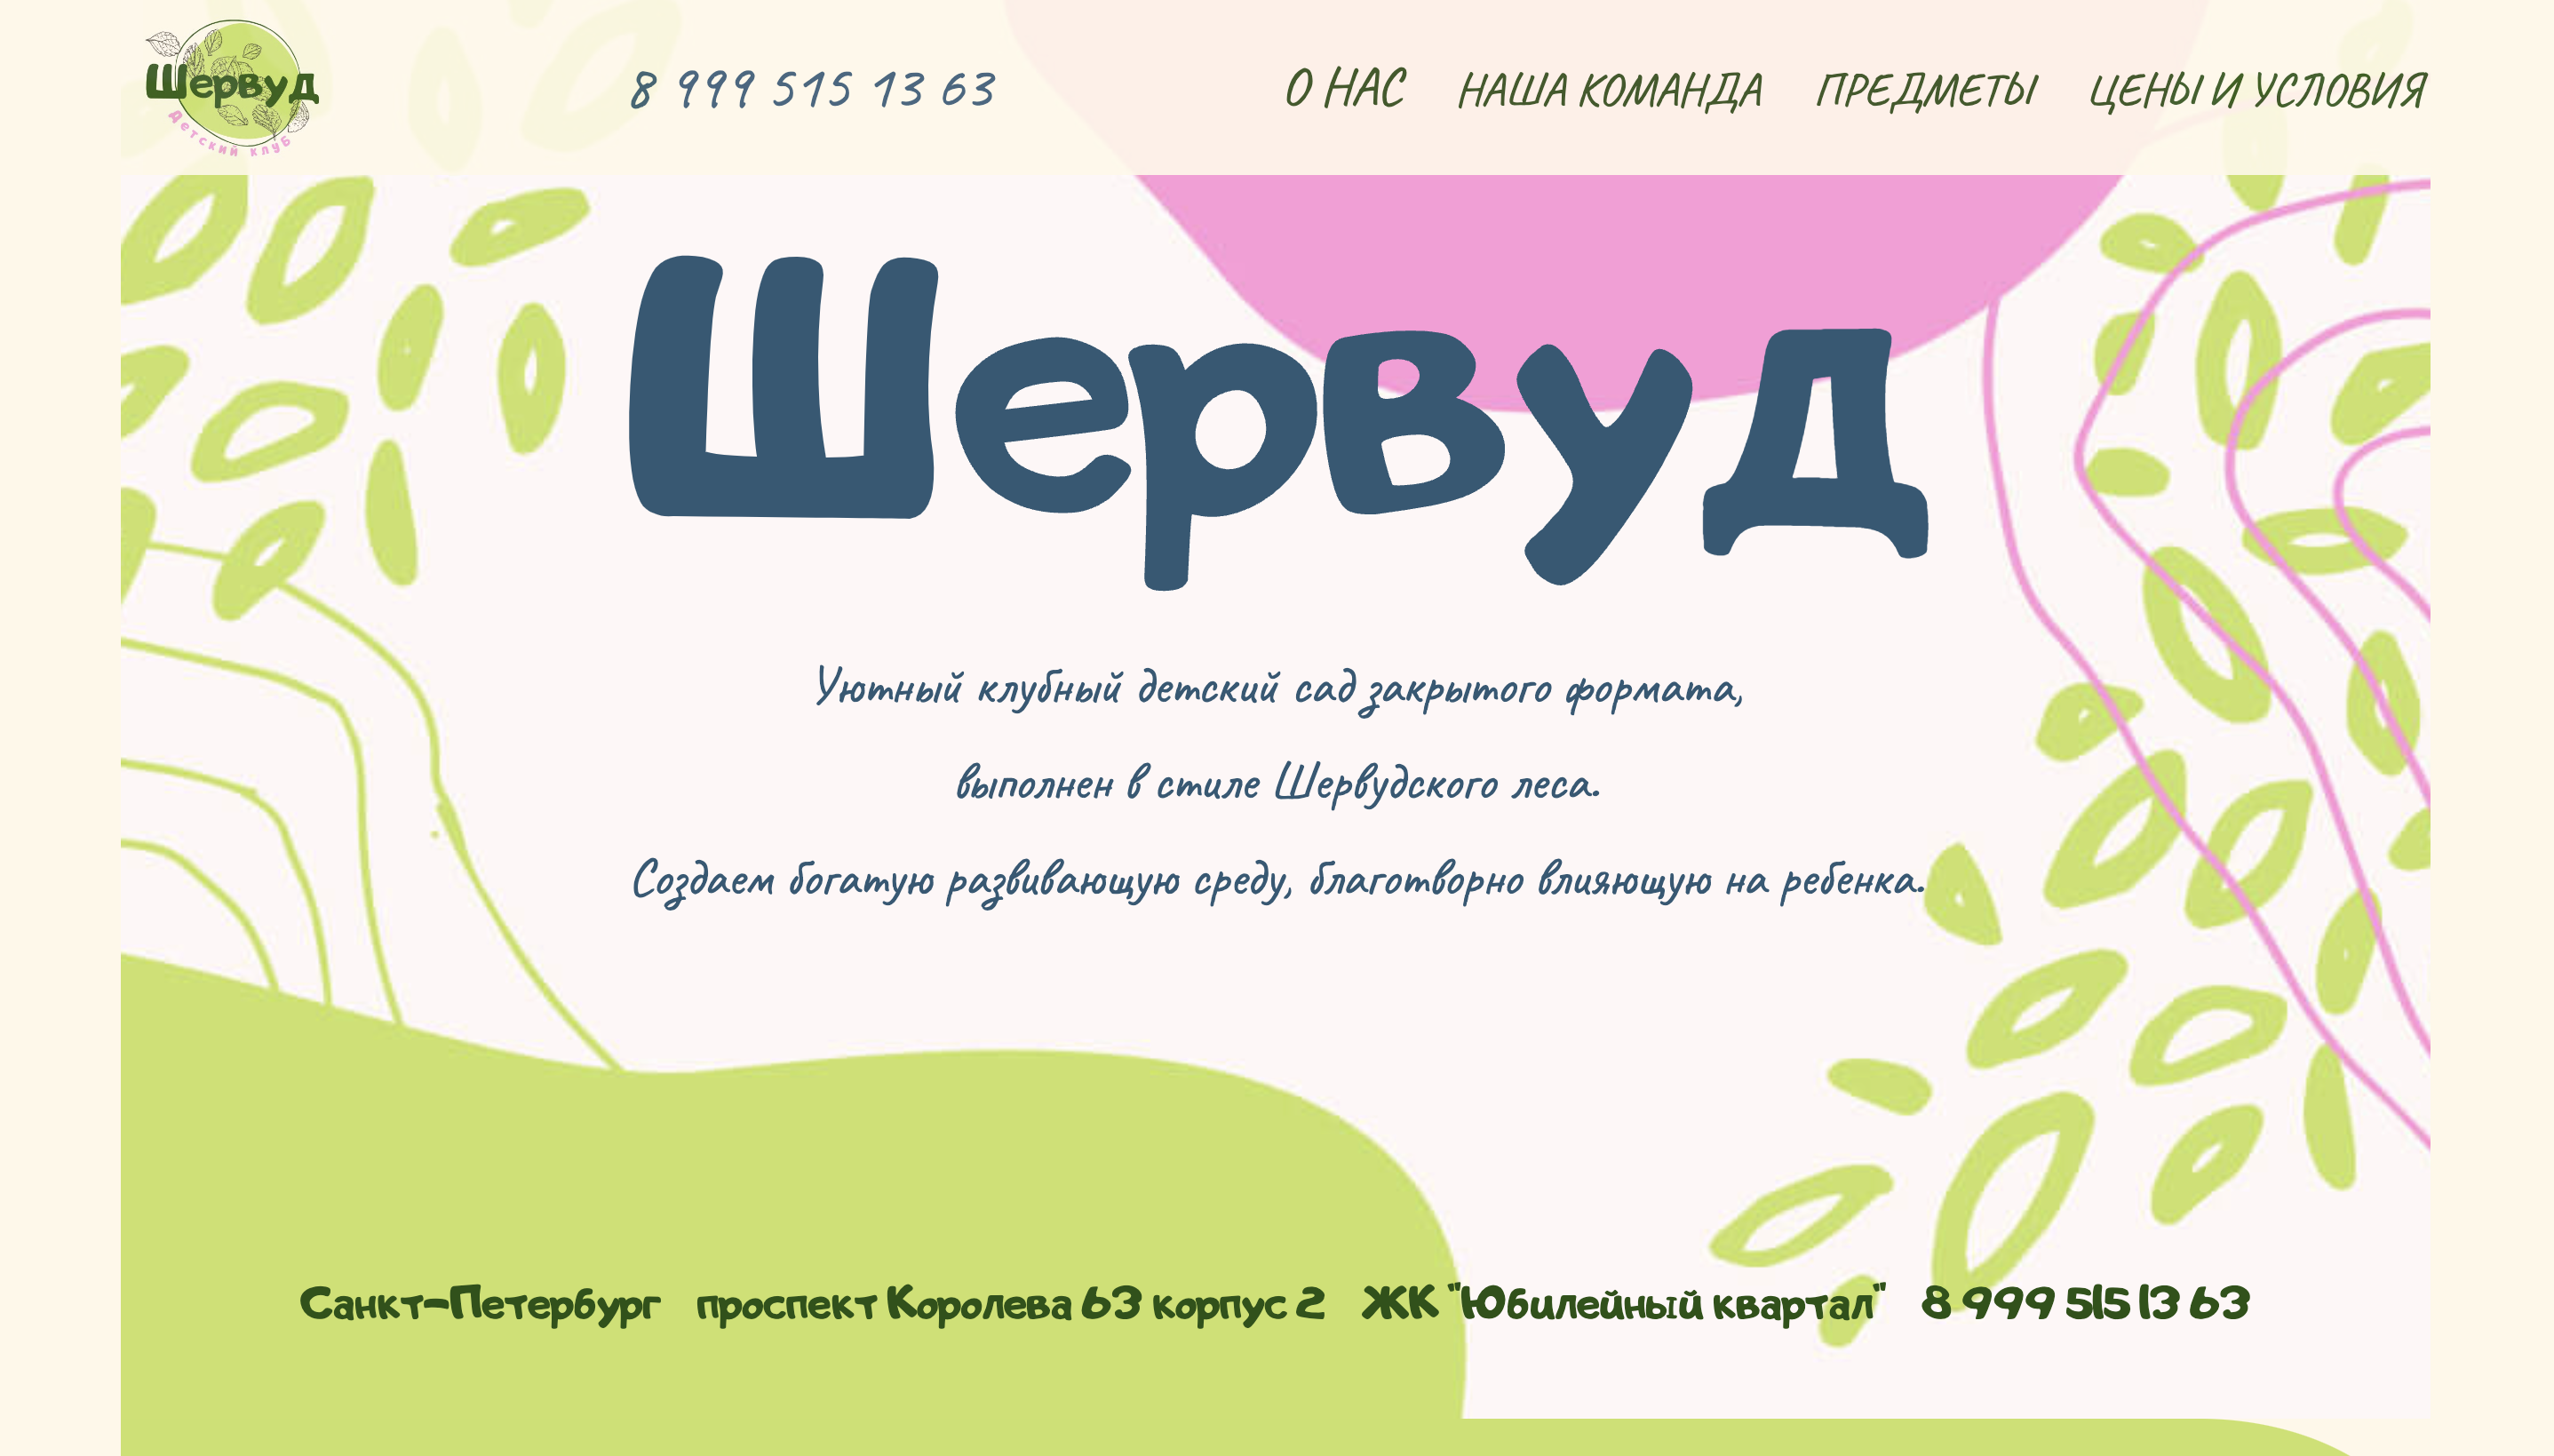 Шервуд
детский клуб
8 999 515 13 63
О НАС НАША КОМАНДА ПРЕДМЕТЫ ЦЕНЫ И УСЛОВИЯ
Шервуд
Уютный клубный детский сад закрытого формата,
выполнен в стиле Шервудского леса.
Создаем богатую развивающую среду, благотворно влияющую на ребенка.
Санкт-Петербург проспект Королева 63 корпус 2 ЖК "Юбилейный квартал" 8 999 515 13 63